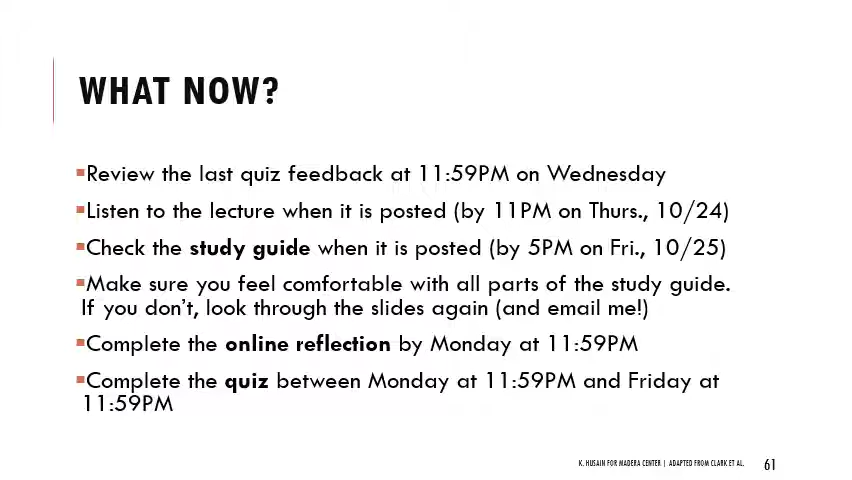 WHAT NOW?
▪Review the last quiz feedback at 11:59PM on Wednesday
▪Listen to the lecture when it is posted (by 11PM on Thurs., 10/24)
▪Check the study guide when it is posted (by 5PM on Fri., 10/25)
▪Make sure you feel comfortable with all parts of the study guide.
If you don't, look through the slides again (and email me!)
▪Complete the online reflection by Monday at 11:59PM
▪Complete the quiz between Monday at 11:59PM and Friday at
11:59PM
K. HUSAIN FOR MADERA CENTER | ADAPTED FROM CLARK ET AL. 61